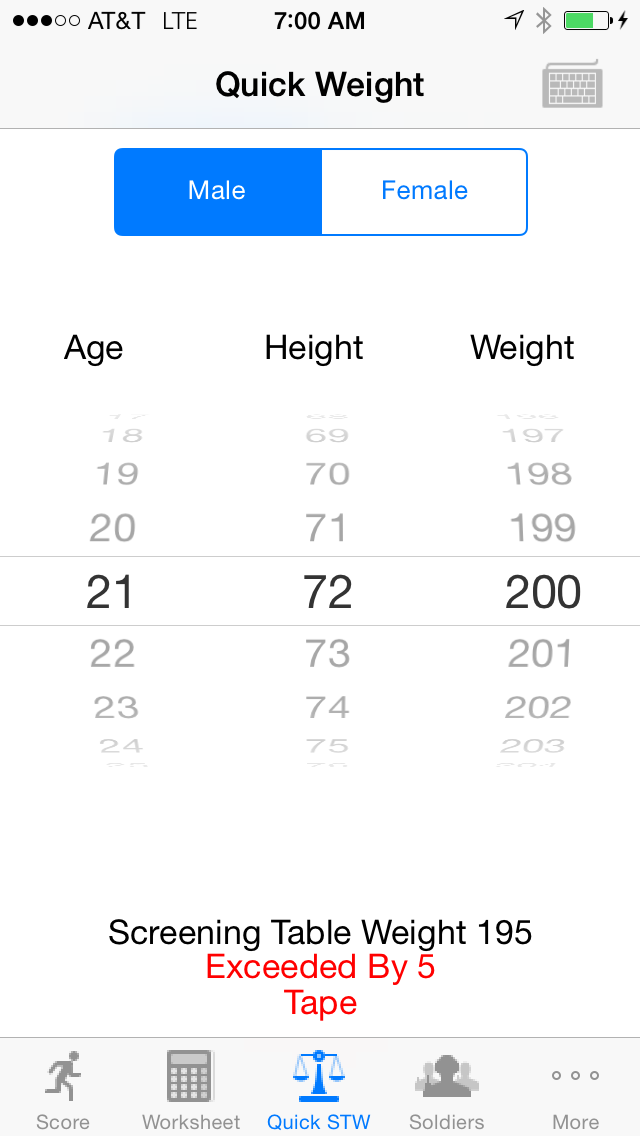 AT&T LTE 7:00 AM
Quick Weight
Male Female
Age Height Weight
18 69 197
19 70 198
20 71 199
21 72 200
22 73 201
23 74 202
24 75 203
Screening Table Weight 195
Exceeded By 5
Tape
Score Worksheet Quick STW Soldiers More